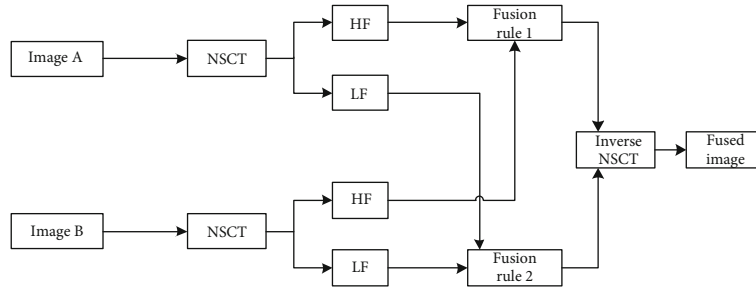 Image A
NSCT
HF
LF
Fusion
rule 1
Inverse
NSCT
Fused
image
Image B
NSCT
HF
LF
Fusion
rule 2